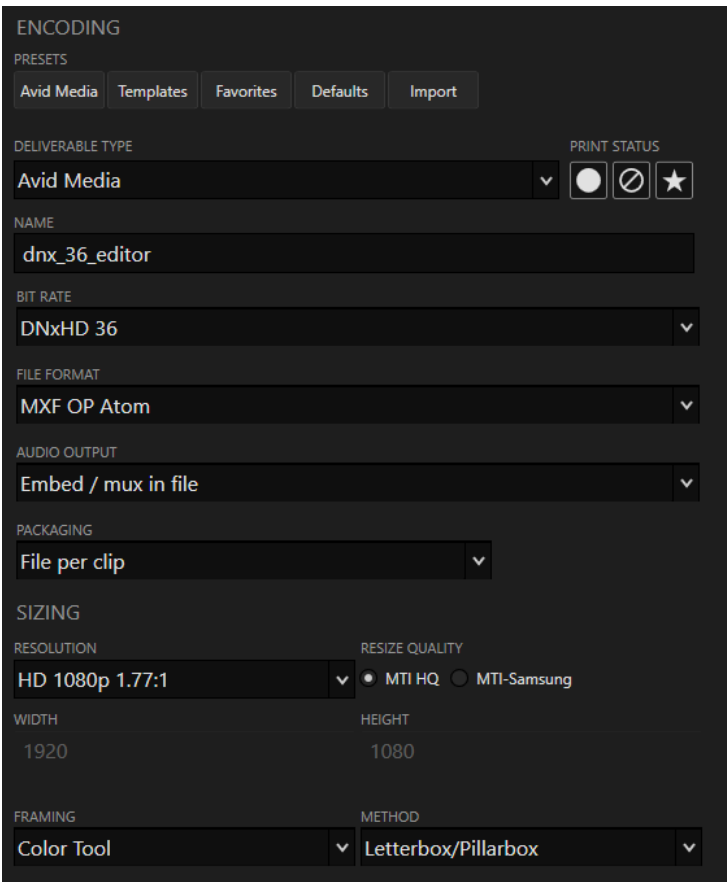 ENCODING
PRESETS
Avid Media Templates Favorites Defaults Import
DELIVERABLE TYPE PRINT STATUS
Avid Media
NAME
dnx_36_editor
BIT RATE
DNxHD 36
FILE FORMAT
MXF OP Atom
AUDIO OUTPUT
Embed / mux in file
PACKAGING
File per clip
SIZING
RESOLUTION RESIZE QUALITY
HD 1080p 1.77:1 MTI HQ MTI-Samsung
WIDTH HEIGHT
1920 1080
FRAMING METHOD
Color Tool Letterbox/Pillarbox